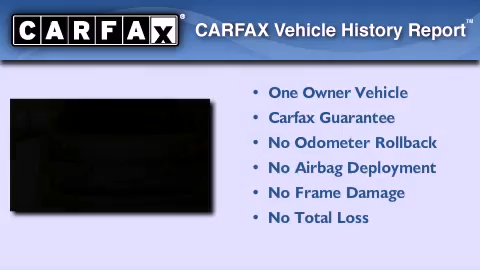 CARFAX® CARFAX Vehicle History Report™
• One Owner Vehicle
• Carfax Guarantee
• No Odometer Rollback
• No Airbag Deployment
• No Frame Damage
• No Total Loss